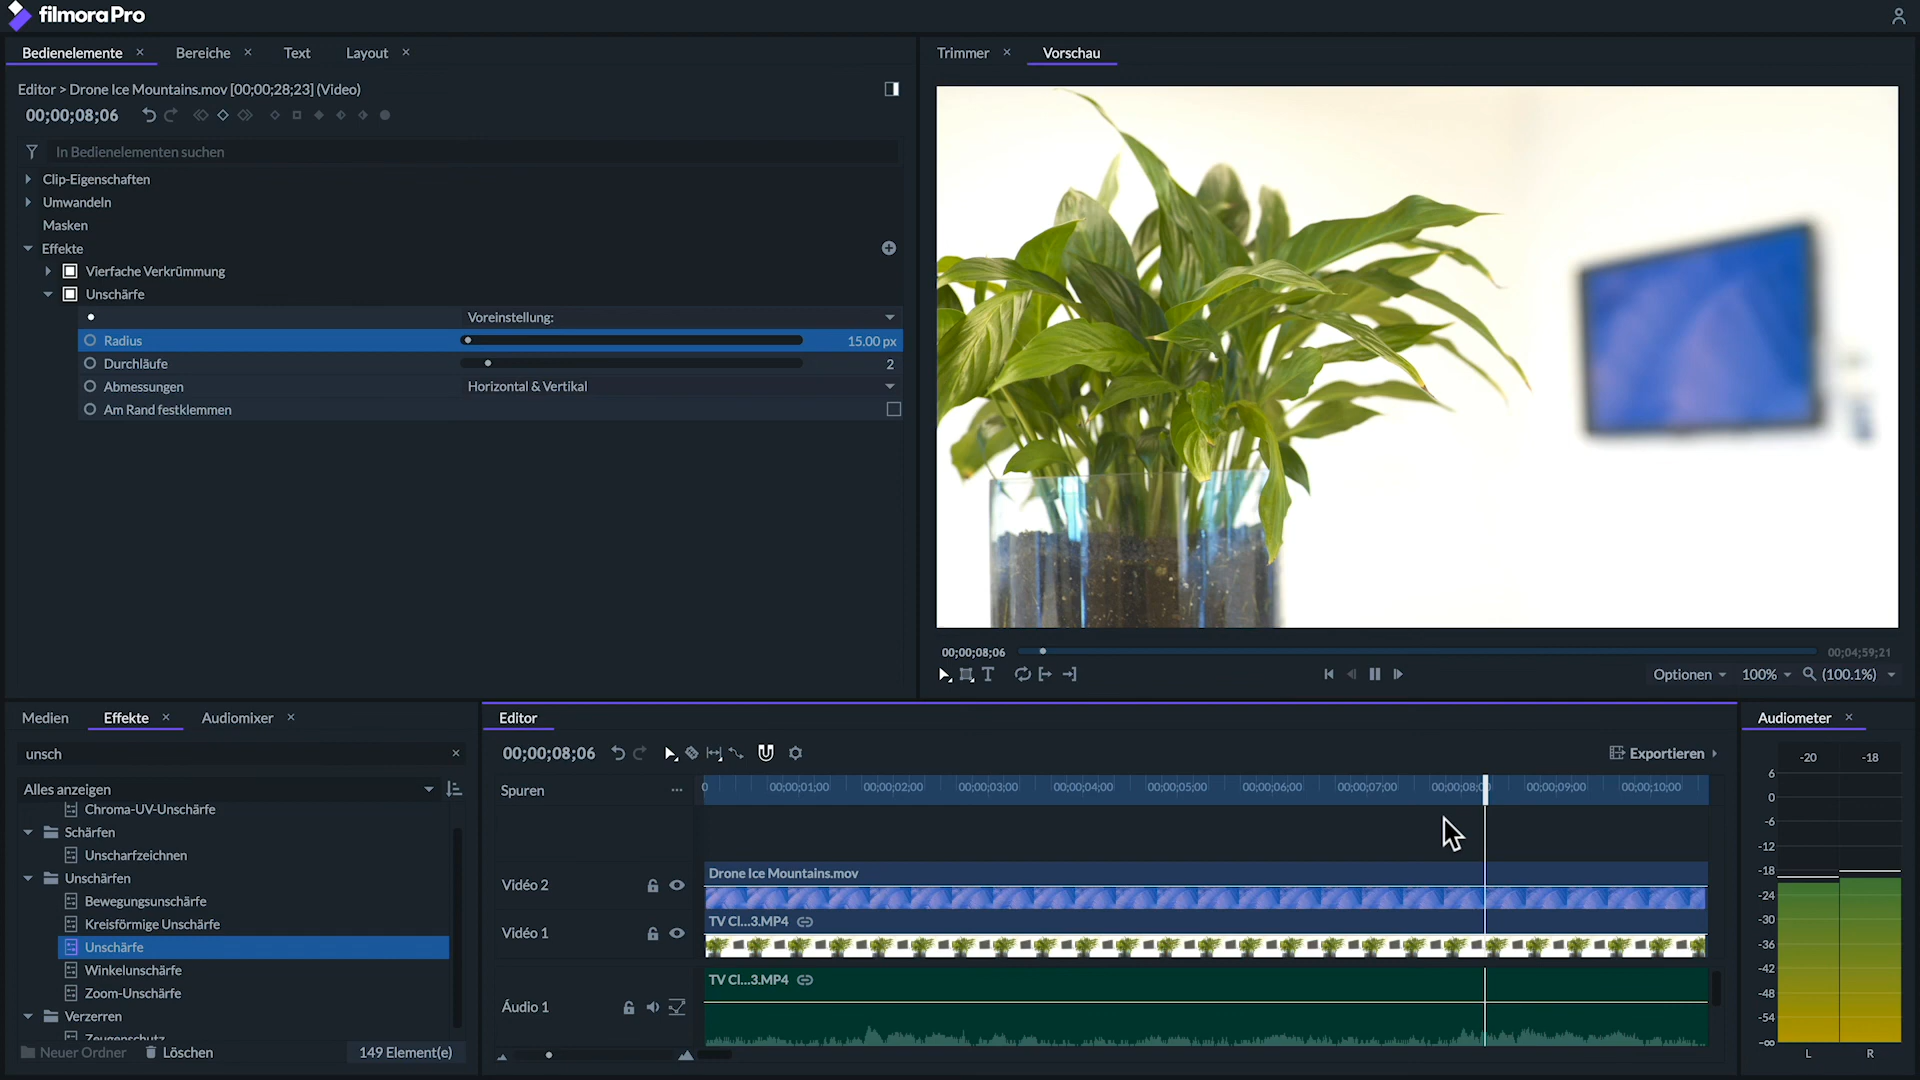 filmoraPro
Bedienelemente ×
Bereiche ×
Text
Layout ×
Trimmer ×
Vorschau
Editor > Drone Ice Mountains.mov [00;00;28;23] (Video)
00;00;08;06
In Bedienelementen suchen
Clip-Eigenschaften
Umwandeln
Masken
Effekte
Vierfache Verkrümmung
Unschärfe
Voreinstellung:
Radius
15.00 px
Durchläufe
2
Abmessungen
Horizontal & Vertikal
Am Rand festklemmen
00;00;08;06
00;04;59;21
Optionen
100%
(100.1%)
Medien
Effekte ×
Audiomixer ×
unsch ×
Alles anzeigen
Chroma-UV-Unschärfe
Schärfen
Unscharfzeichnen
Unschärfen
Bewegungsunschärfe
Kreisförmige Unschärfe
Unschärfe
Winkelunschärfe
Zoom-Unschärfe
Verzerren
Neuer Ordner
Löschen
149 Element(e)
Editor
00;00;08;06
Exportieren
Spuren ...
0
00;00;01;00
00;00;02;00
00;00;03;00
00;00;04;00
00;00;05;00
00;00;06;00
00;00;07;00
00;00;08;0
00;00;09;00
00;00;10;00
Drone Ice Mountains.mov
Vidéo 2
TV Cl...3.MP4
Vidéo 1
TV Cl...3.MP4
Áudio 1
Audiometer ×
-20
-18
6
0
-6
-12
-18
-24
-30
-36
-42
-48
-54
-∞
L
R